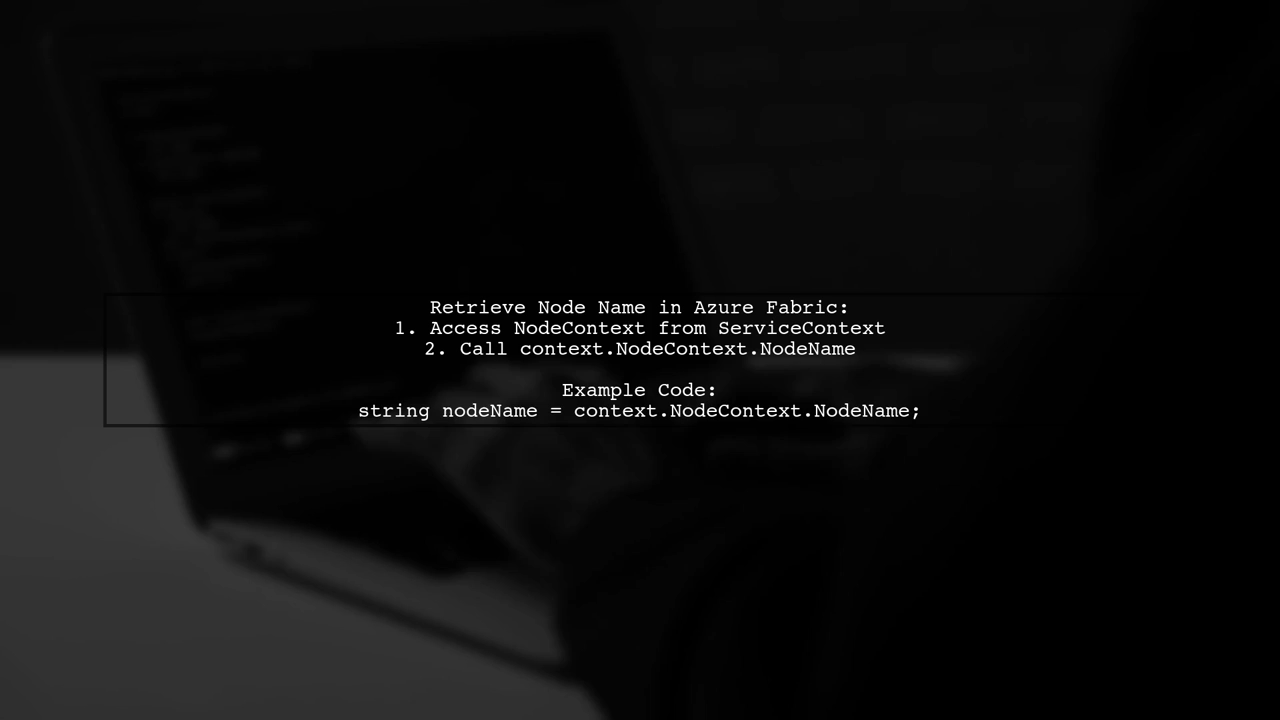 Retrieve Node Name in Azure Fabric:
1. Access NodeContext from ServiceContext
2. Call context.NodeContext.NodeName
Example Code:
string nodeName = context.NodeContext.NodeName;